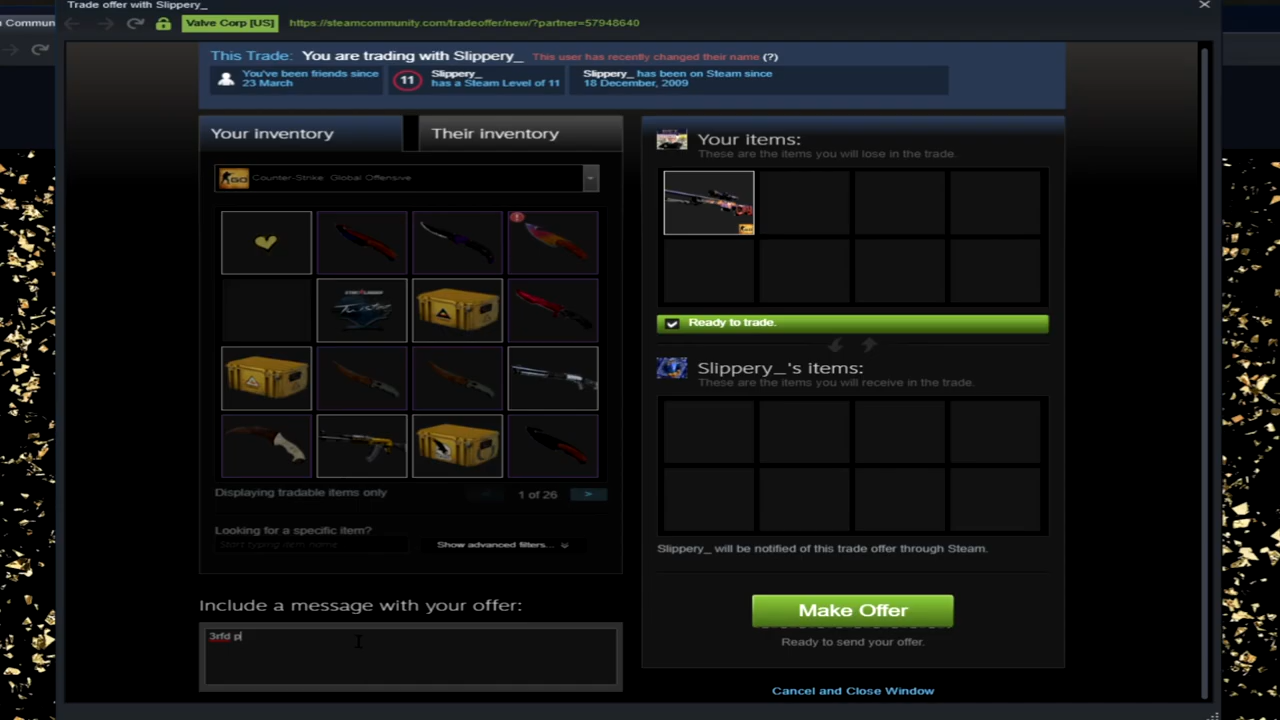 Trade offer with Slippery_
n Commun
Valve Corp [US]
https://steamcommunity.com/tradeoffer/new/?partner=57948640
This Trade: You are trading with Slippery_ This user has recently changed their name (?)
You've been friends since
23 March
11
Slippery_
has a Steam Level of 11
Slippery_ has been on Steam since
18 December, 2009
Your inventory
Their inventory
Counter-Strike: Global Offensive
Displaying tradable items only
1 of 26
>
Looking for a specific item?
Start typing item name
Show advanced filters...
Include a message with your offer:
3rfd p
Your items:
These are the items you will lose in the trade.
Ready to trade.
Slippery_'s items:
These are the items you will receive in the trade.
Slippery_ will be notified of this trade offer through Steam.
Make Offer
Ready to send your offer.
Cancel and Close Window